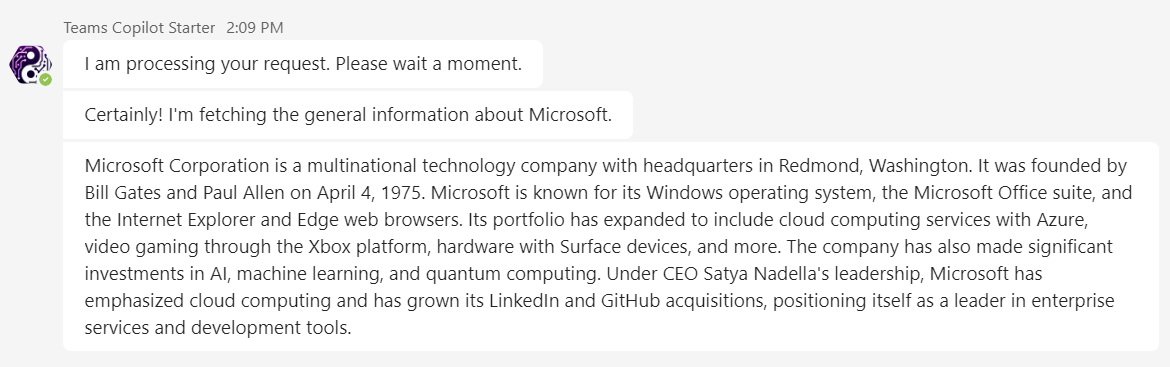 Teams Copilot Starter 2:09 PM
I am processing your request. Please wait a moment.
Certainly! I'm fetching the general information about Microsoft.
Microsoft Corporation is a multinational technology company with headquarters in Redmond, Washington. It was founded by
Bill Gates and Paul Allen on April 4, 1975. Microsoft is known for its Windows operating system, the Microsoft Office suite, and
the Internet Explorer and Edge web browsers. Its portfolio has expanded to include cloud computing services with Azure,
video gaming through the Xbox platform, hardware with Surface devices, and more. The company has also made significant
investments in AI, machine learning, and quantum computing. Under CEO Satya Nadella's leadership, Microsoft has
emphasized cloud computing and has grown its LinkedIn and GitHub acquisitions, positioning itself as a leader in enterprise
services and development tools.